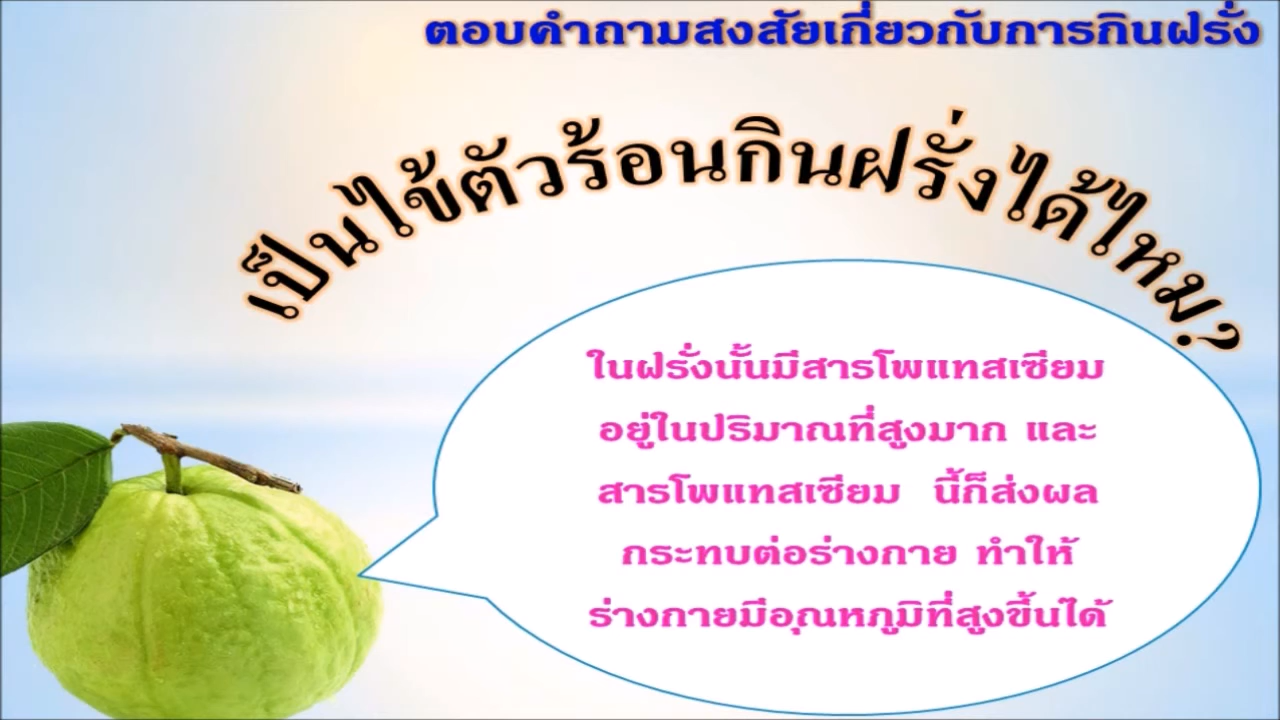 ตอบคำถามสงสัยเกี่ยวกับการกินฝรั่ง
เป็นไข้ตัวร้อนกินฝรั่งได้ไหม?
ในฝรั่งนั้นมีสารโพแทสเซียม
อยู่ในปริมาณที่สูงมาก และ
สารโพแทสเซียม นี้ก็ส่งผล
กระทบต่อร่างกาย ทำให้
ร่างกายมีอุณหภูมิที่สูงขึ้นได้